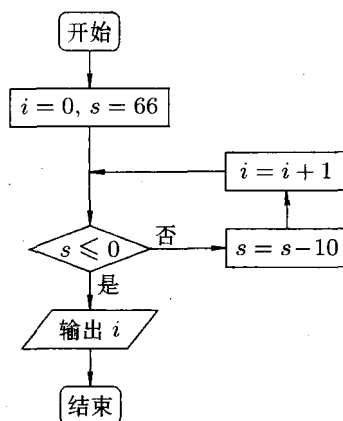 开始
i = 0, s = 66
i = i + 1
s ⩽ 0
否
s = s−10
是
输出 i
结束